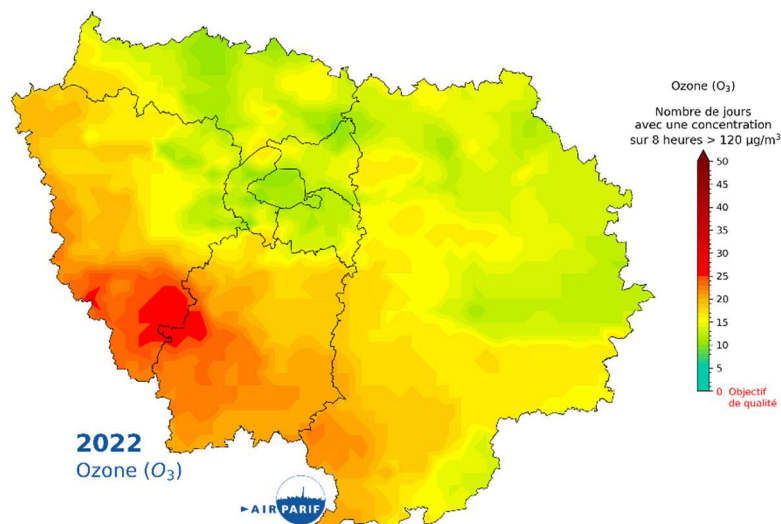 Ozone (O₃)
Nombre de jours
avec une concentration
sur 8 heures > 120 µg/m³
50
45
40
35
30
25
20
15
10
5
0 Objectif
de qualité
2022
Ozone (O₃)
AIRPARIF